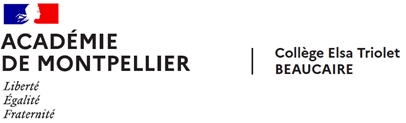 ACADÉMIE
DE MONTPELLIER
Liberté
Égalité
Fraternité
Collège Elsa Triolet
BEAUCAIRE